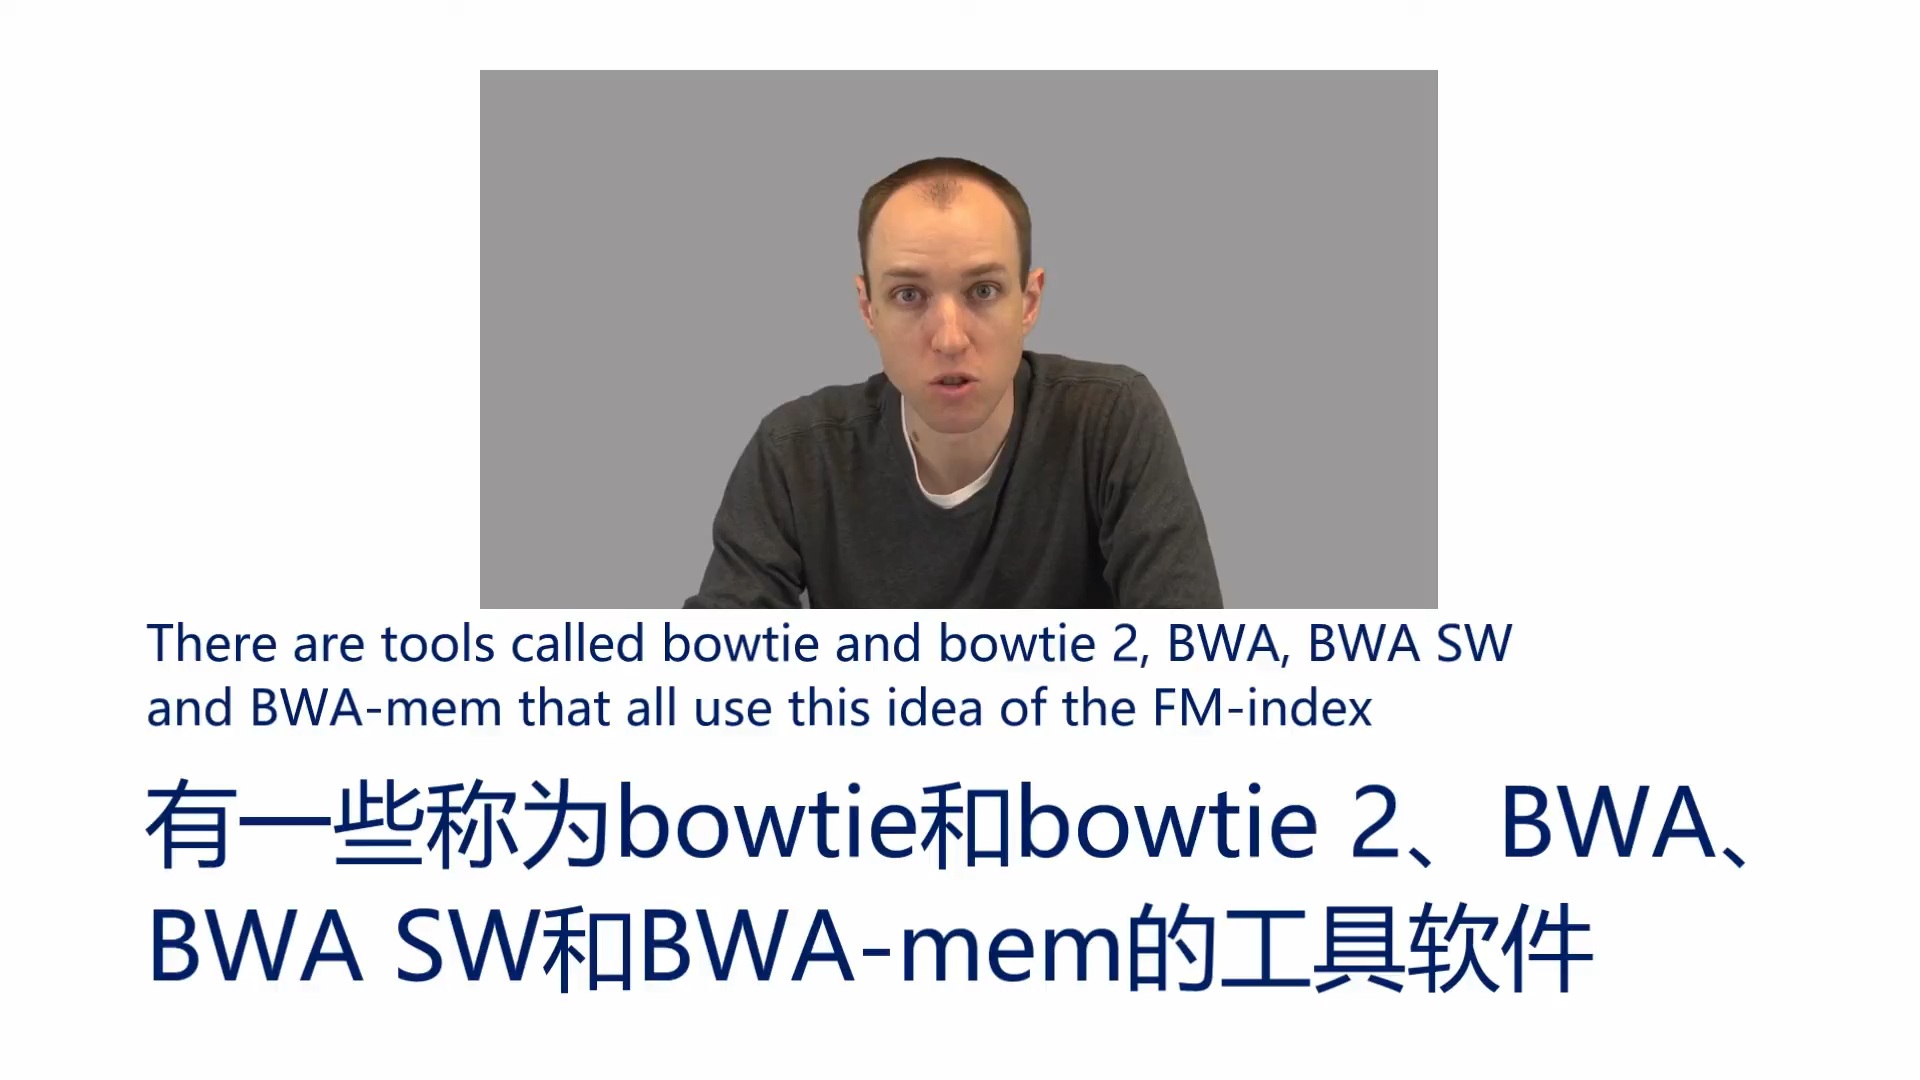 There are tools called bowtie and bowtie 2, BWA, BWA SW
and BWA-mem that all use this idea of the FM-index
有一些称为bowtie和bowtie 2、BWA、
BWA SW和BWA-mem的工具软件